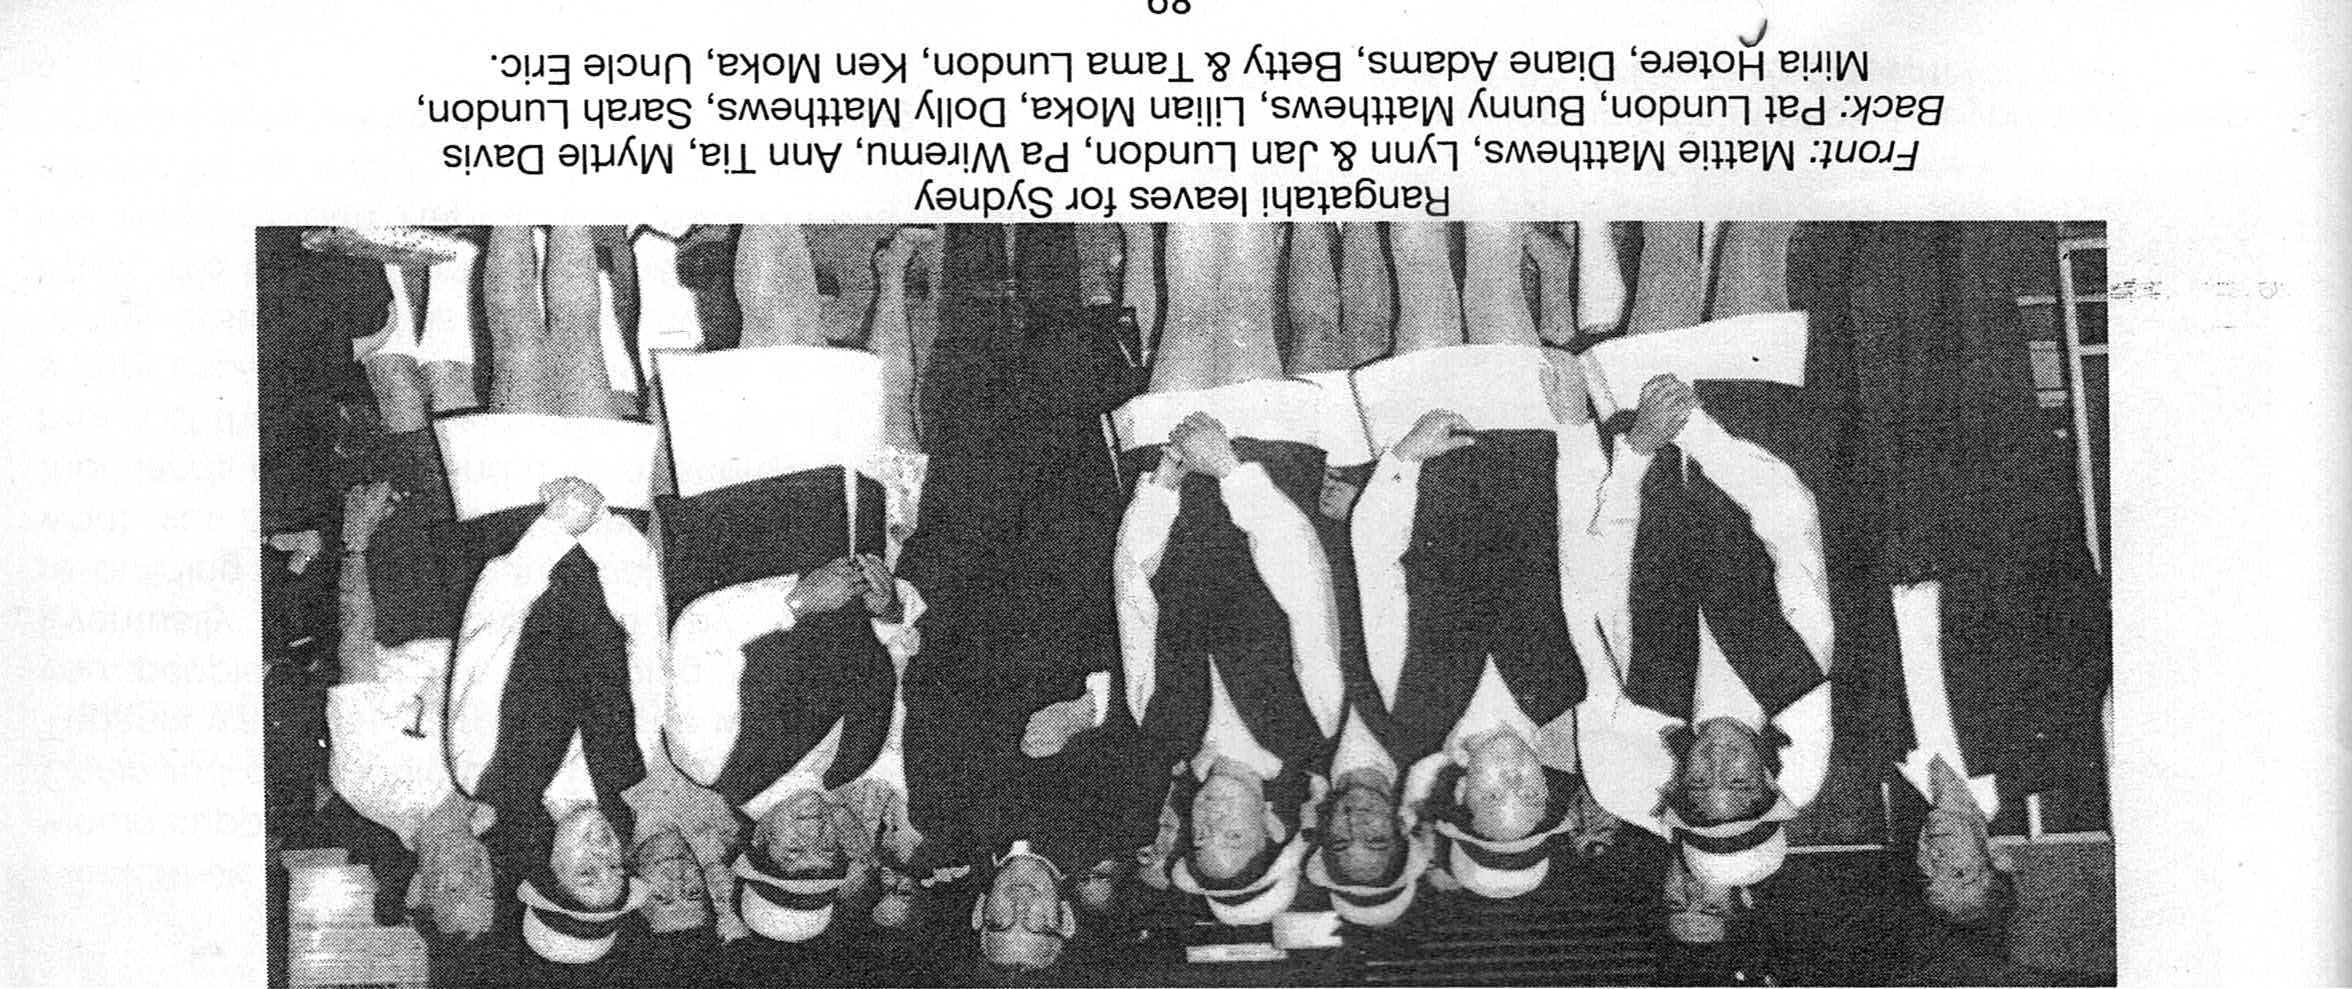 Rangatahi leaves for Sydney
Front: Mattie Matthews, Lynn & Jan Lundon, Pa Wiremu, Ann Tia, Myrtle Davis
Back: Pat Lundon, Bunny Matthews, Lilian Moka, Dolly Matthews, Sarah Lundon,
Miria Hotere, Diane Adams, Betty & Tama Lundon, Ken Moka, Uncle Eric.